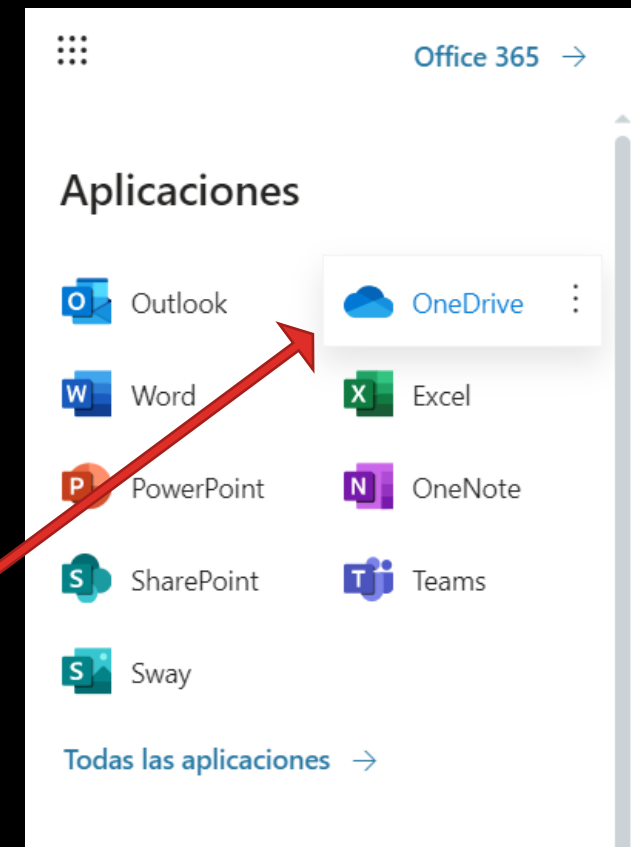 Office 365 →
Aplicaciones
Outlook OneDrive
Word Excel
PowerPoint OneNote
SharePoint Teams
Sway
Todas las aplicaciones →